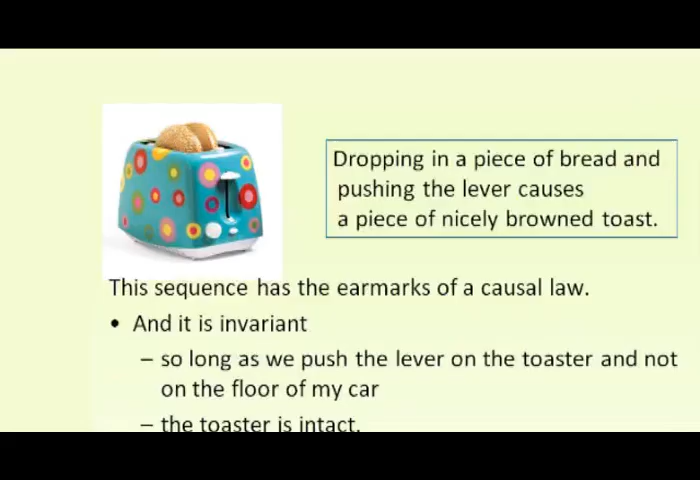 Dropping in a piece of bread and
pushing the lever causes
a piece of nicely browned toast.
This sequence has the earmarks of a causal law.
• And it is invariant
– so long as we push the lever on the toaster and not
on the floor of my car
– the toaster is intact.